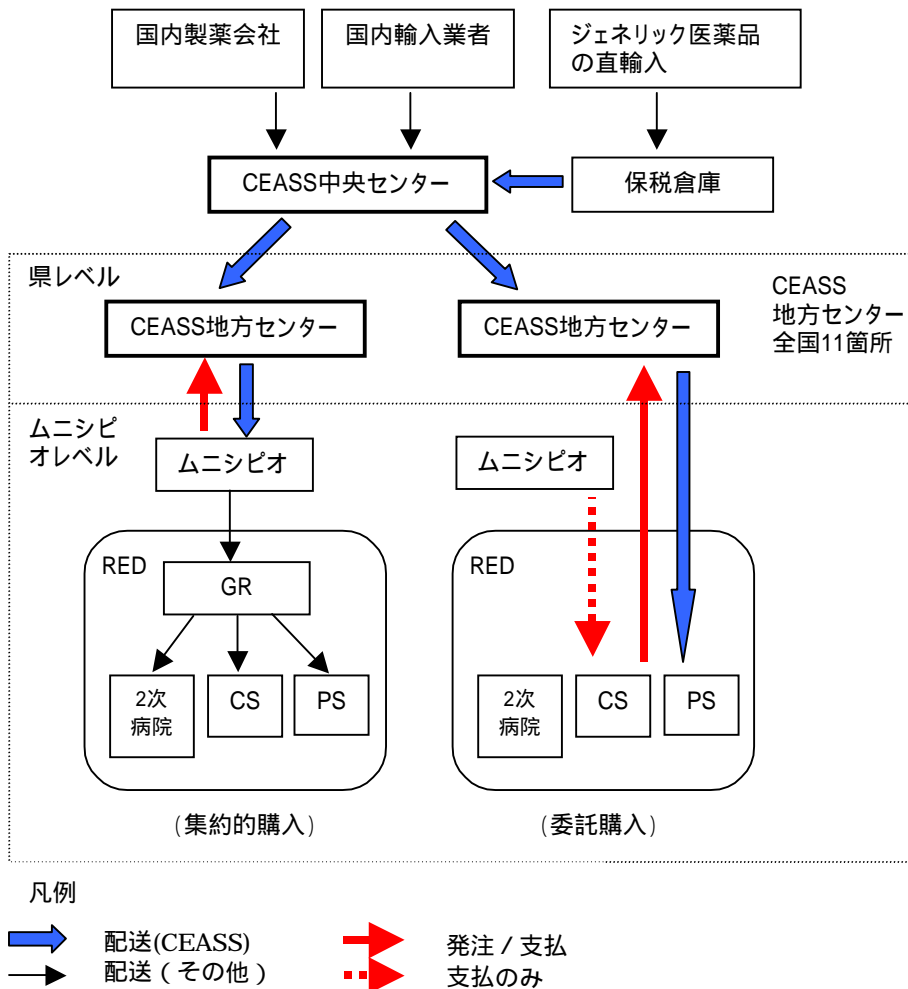 国内製薬会社
国内輸入業者
ジェネリック医薬品
の直輸入
CEASS中央センター
保税倉庫
県レベル
CEASS地方センター
CEASS地方センター
CEASS
地方センター
全国11箇所
ムニシピ
オレベル
ムニシピオ
ムニシピオ
RED
GR
2次
病院
CS
PS
RED
2次
病院
CS
PS
(集約的購入)
(委託購入)
凡例
配送(CEASS)
発注 / 支払
配送 ( その他 )
支払のみ